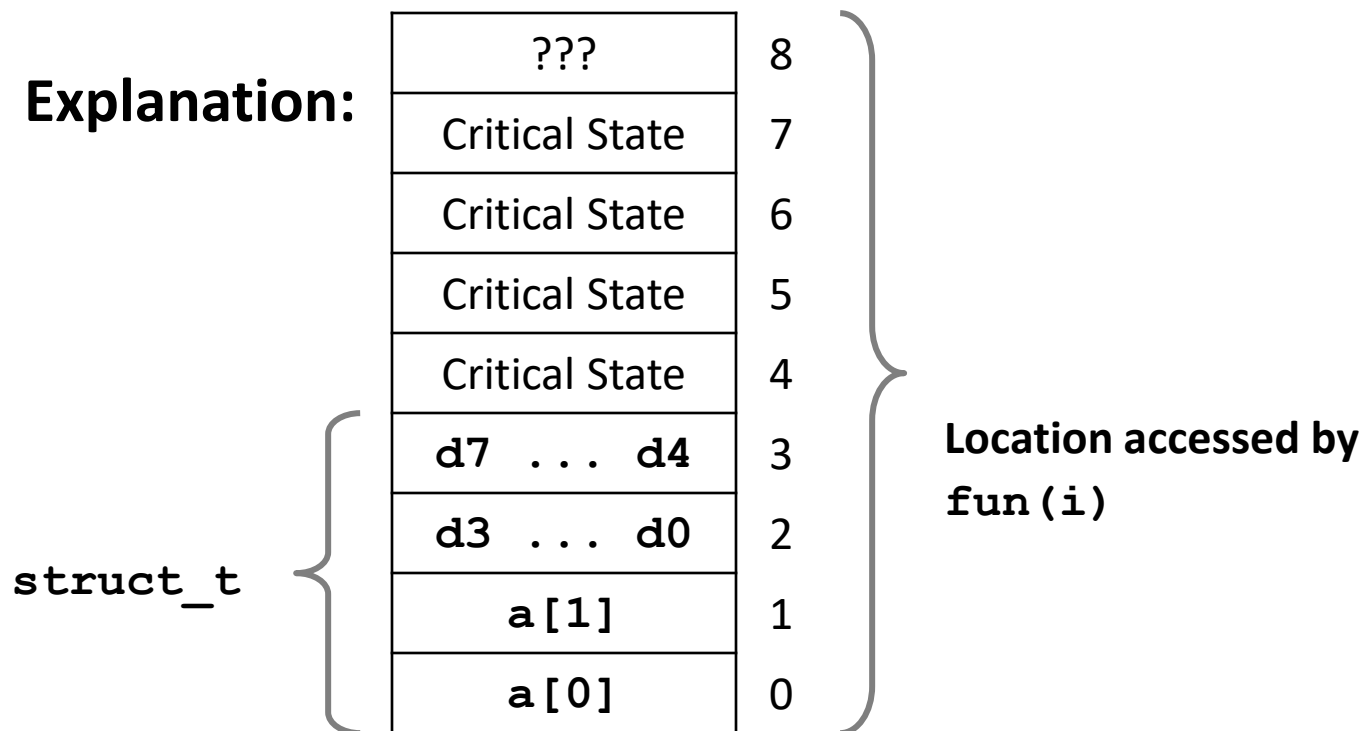 Explanation:
??? 8
Critical State 7
Critical State 6
Critical State 5
Critical State 4
d7 ... d4 3
d3 ... d0 2
a[1] 1
a[0] 0
struct_t
Location accessed by
fun(i)